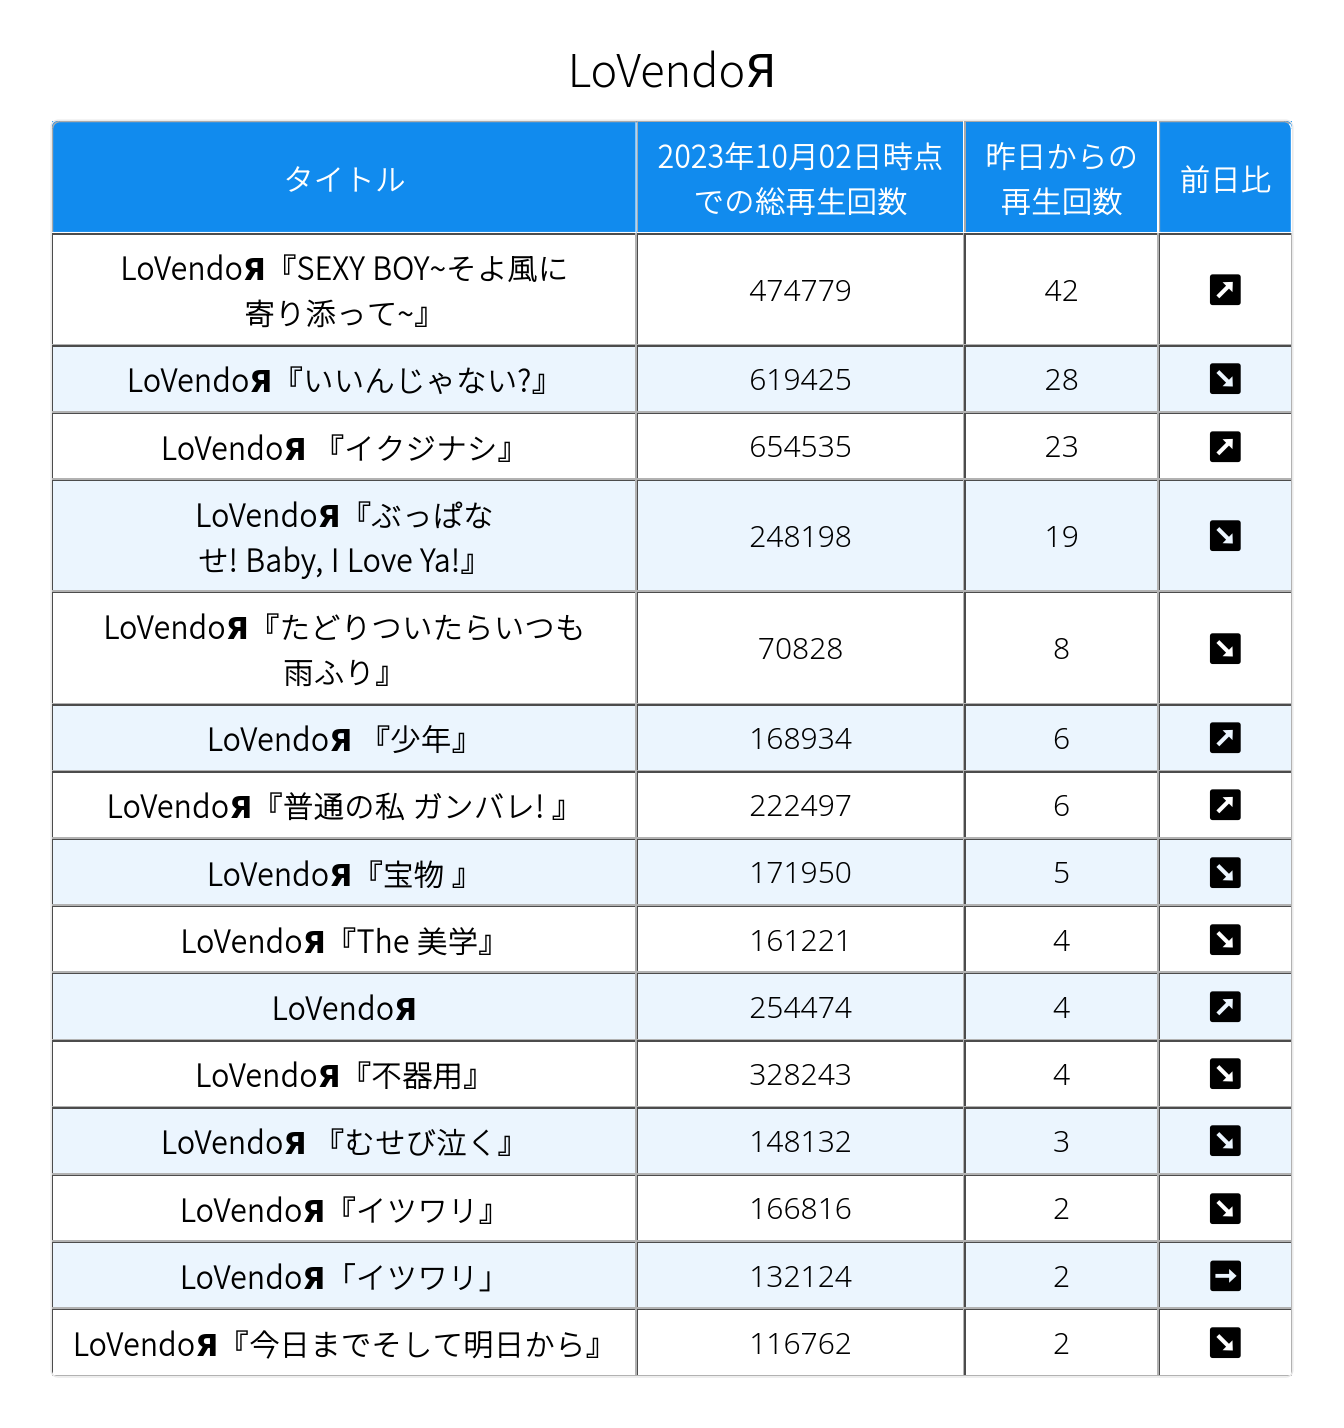 LoVendoЯ
タイトル
2023年10月02日時点
での総再生回数
昨日からの
再生回数
前日比
LoVendoЯ『SEXY BOY~そよ風に
寄り添って~』
474779
42
LoVendoЯ『いいんじゃない?』
619425
28
LoVendoЯ 『イクジナシ』
654535
23
LoVendoЯ『ぶっぱな
せ! Baby, I Love Ya!』
248198
19
LoVendoЯ『たどりついたらいつも
雨ふり』
70828
8
LoVendoЯ 『少年』
168934
6
LoVendoЯ『普通の私 ガンバレ! 』
222497
6
LoVendoЯ『宝物 』
171950
5
LoVendoЯ『The 美学』
161221
4
LoVendoЯ
254474
4
LoVendoЯ『不器用』
328243
4
LoVendoЯ 『むせび泣く』
148132
3
LoVendoЯ『イツワリ』
166816
2
LoVendoЯ「イツワリ」
132124
2
LoVendoЯ『今日までそして明日から』
116762
2